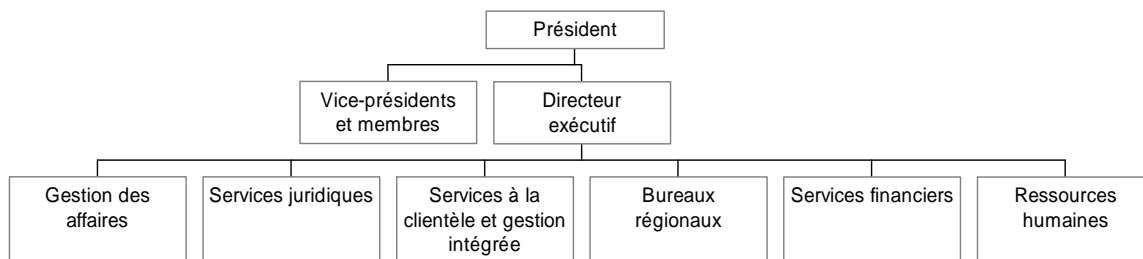 Président
Vice-présidents
et membres
Directeur
exécutif
Gestion des
affaires
Services juridiques
Services à la
clientèle et gestion
intégrée
Bureaux
régionaux
Services financiers
Ressources
humaines